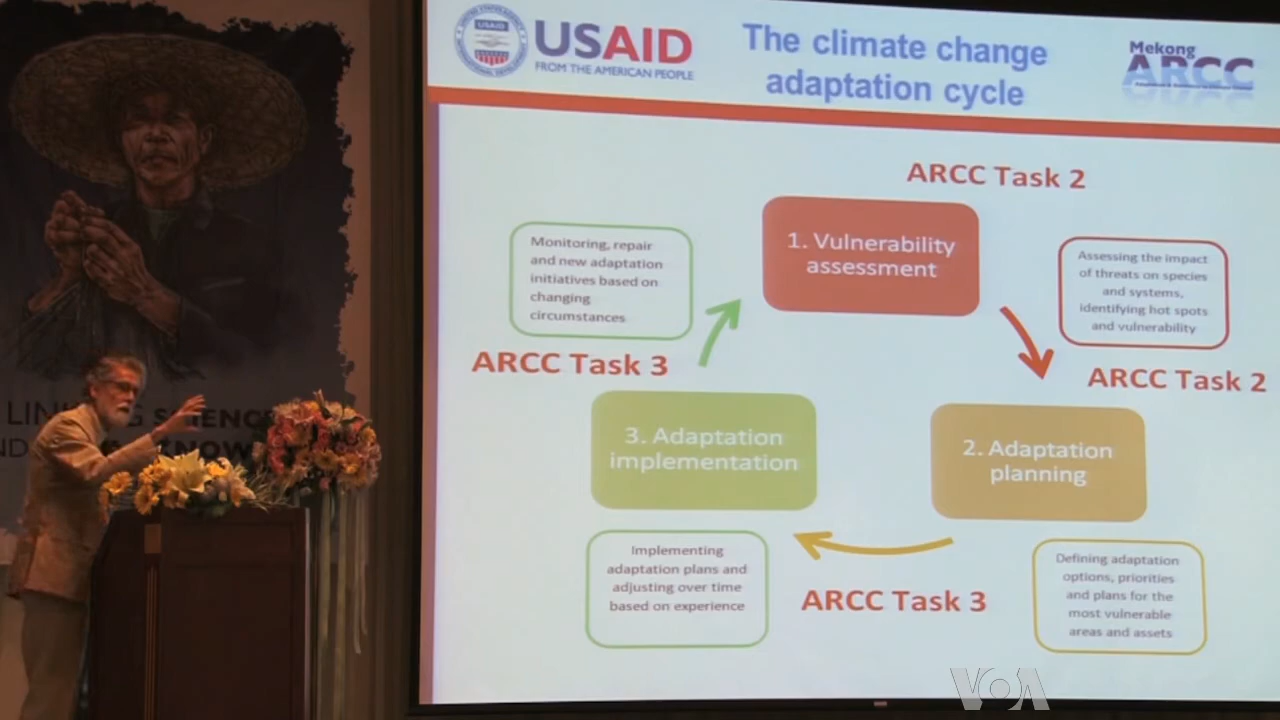 USAID
USAID
FROM THE AMERICAN PEOPLE
The climate change
adaptation cycle
Mekong
ARCC
ARCC Task 2
1. Vulnerability
assessment
Monitoring, repair
and new adaptation
initiatives based on
changing
circumstances
Assessing the impact
of threats on species
and systems,
identifying hot spots
and vulnerability
ARCC Task 3
ARCC Task 2
3. Adaptation
implementation
2. Adaptation
planning
Implementing
adaptation plans and
adjusting over time
based on experience
ARCC Task 3
Defining adaptation
options, priorities
and plans for the
most vulnerable
areas and assets
VOA